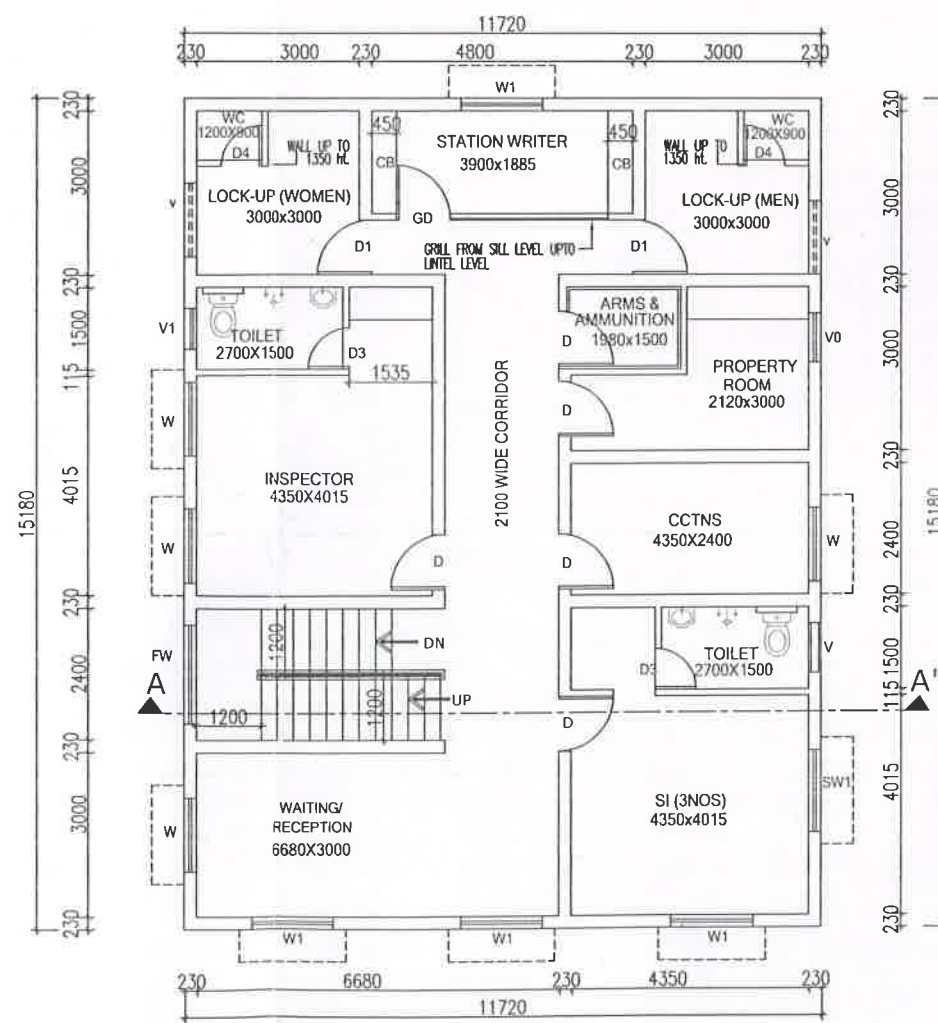 11720
230 3000 230 4800 230 3000 230
W1
WC
1200X900
D4
WALL UP TO
1350 ht.
LOCK-UP (WOMEN)
3000x3000
450
CB
STATION WRITER
3900x1885
450
CB
WALL UP TO
1350 ht.
WC
1200X900
D4
LOCK-UP (MEN)
3000x3000
v
v
GD
D1
D1
GRILL FROM SILL LEVEL UPTO
LINTEL LEVEL
TOILET
2700X1500
V1
D3
1535
ARMS &
AMMUNITION
1980x1500
D
PROPERTY
ROOM
2120x3000
V0
D
W
INSPECTOR
4350X4015
W
D
2100 WIDE CORRIDOR
CCTNS
4350X2400
D
W
FW
1200
DN
1200
UP
1200
TOILET
2700X1500
D3
V
A
A'
D
W
WAITING/
RECEPTION
6680X3000
SI (3NOS)
4350x4015
SW1
W1
W1
W1
230 6680 230 4350 230
11720
15180
230
3000
230
1500
115
4015
230
2400
230
3000
230
230
3000
230
3000
230
2400
230
1500
115
4015
230
15180